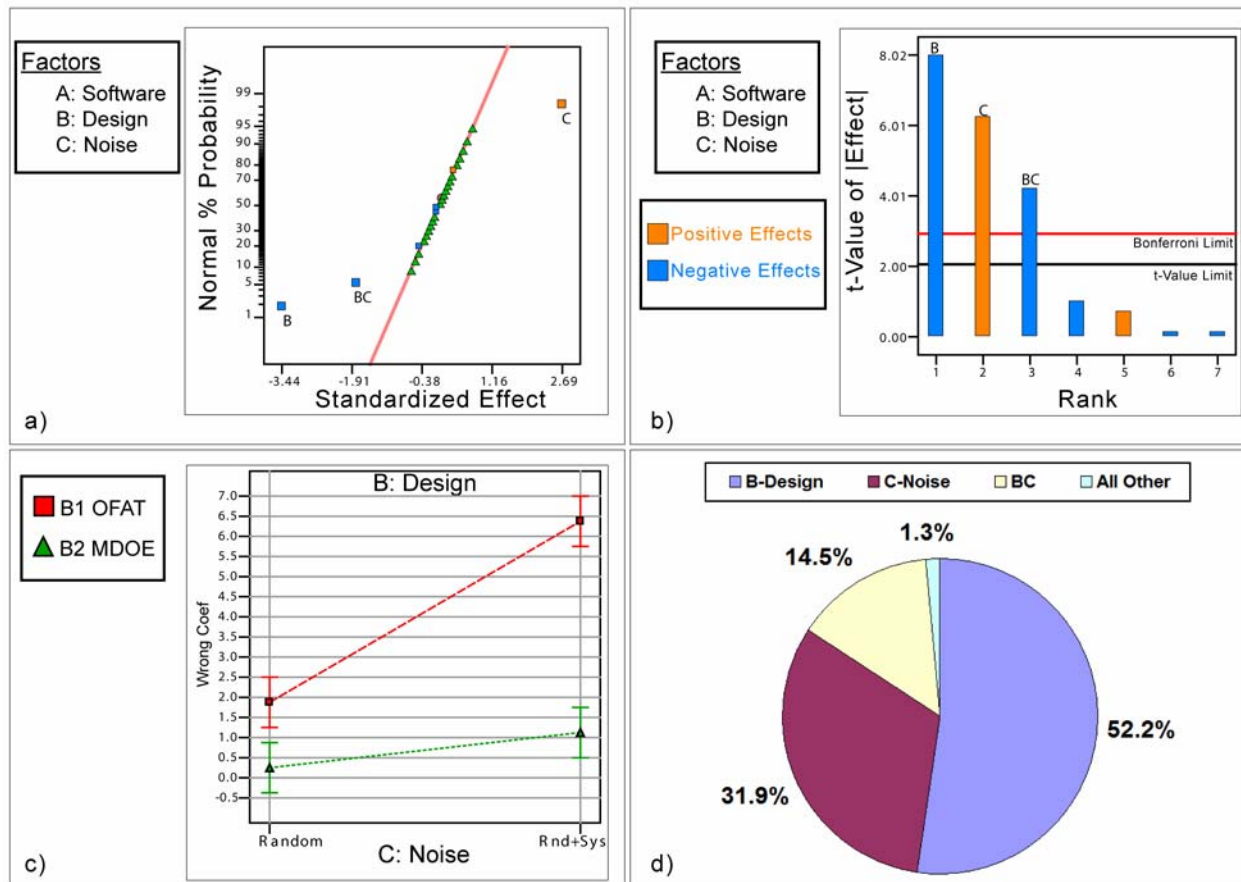 Factors
A: Software
B: Design
C: Noise
Normal % Probability
99
95
90
80
70
50
30
20
10
5
1
C
BC
B
-3.44
-1.91
-0.38
1.16
2.69
Standardized Effect
a)
Factors
A: Software
B: Design
C: Noise
Positive Effects
Negative Effects
t-Value of |Effect|
8.02
6.01
4.01
2.00
0.00
B
C
BC
Bonferroni Limit
t-Value Limit
1
2
3
4
5
6
7
Rank
b)
B1 OFAT
B2 MDOE
B: Design
Wrong Coef
7.0
6.5
6.0
5.5
5.0
4.5
4.0
3.5
3.0
2.5
2.0
1.5
1.0
0.5
0.0
-0.5
Random
Rnd+Sys
C: Noise
c)
B-Design
C-Noise
BC
All Other
1.3%
14.5%
52.2%
31.9%
d)